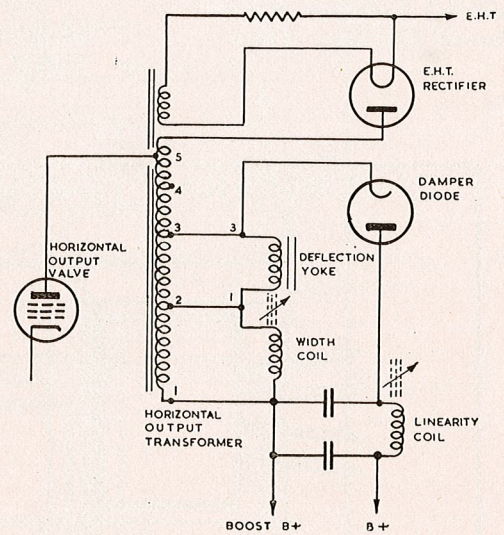 E.H.T
E.H.T.
RECTIFIER
5
4
DAMPER
DIODE
3
3
HORIZONTAL
OUTPUT
VALVE
DEFLECTION
YOKE
2
1
WIDTH
COIL
1
HORIZONTAL
OUTPUT
TRANSFORMER
LINEARITY
COIL
BOOST B+
B+